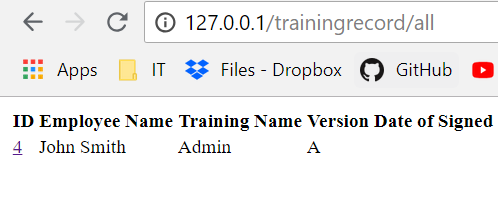 127.0.0.1/trainingrecord/all
Apps IT Files - Dropbox GitHub
ID Employee Name Training Name Version Date of Signed
4 John Smith Admin A